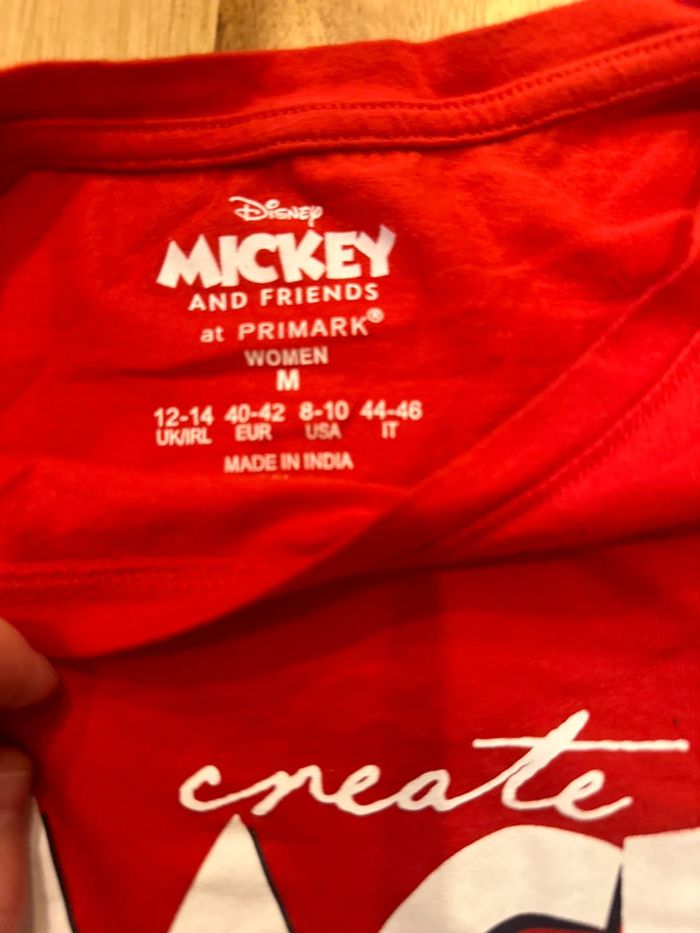 Disney
MICKEY
AND FRIENDS
at PRIMARK®
WOMEN
M
12-14 40-42 8-10 44-46
UK/IRL EUR USA IT
MADE IN INDIA
create